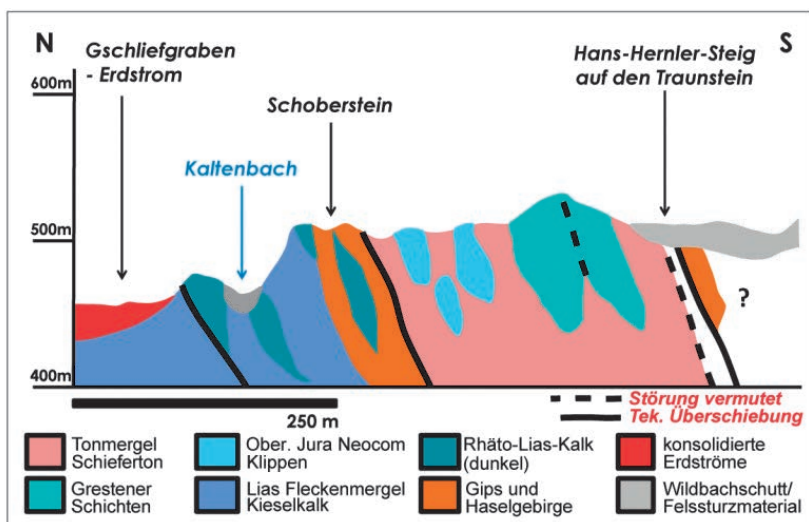 N
S
Gschliefgraben
- Erdstrom
Hans-Hernler-Steig
auf den Traunstein
600m
Schoberstein
Kaltenbach
500m
?
400m
250 m
Störung vermutet
Tek. Überschiebung
Tonmergel
Schieferton
Ober. Jura Neocom
Klippen
Rhäto-Lias-Kalk
(dunkel)
konsolidierte
Erdströme
Grestener
Schichten
Lias Fleckenmergel
Kieselkalk
Gips und
Haselgebirge
Wildbachschutt/
Felssturzmaterial